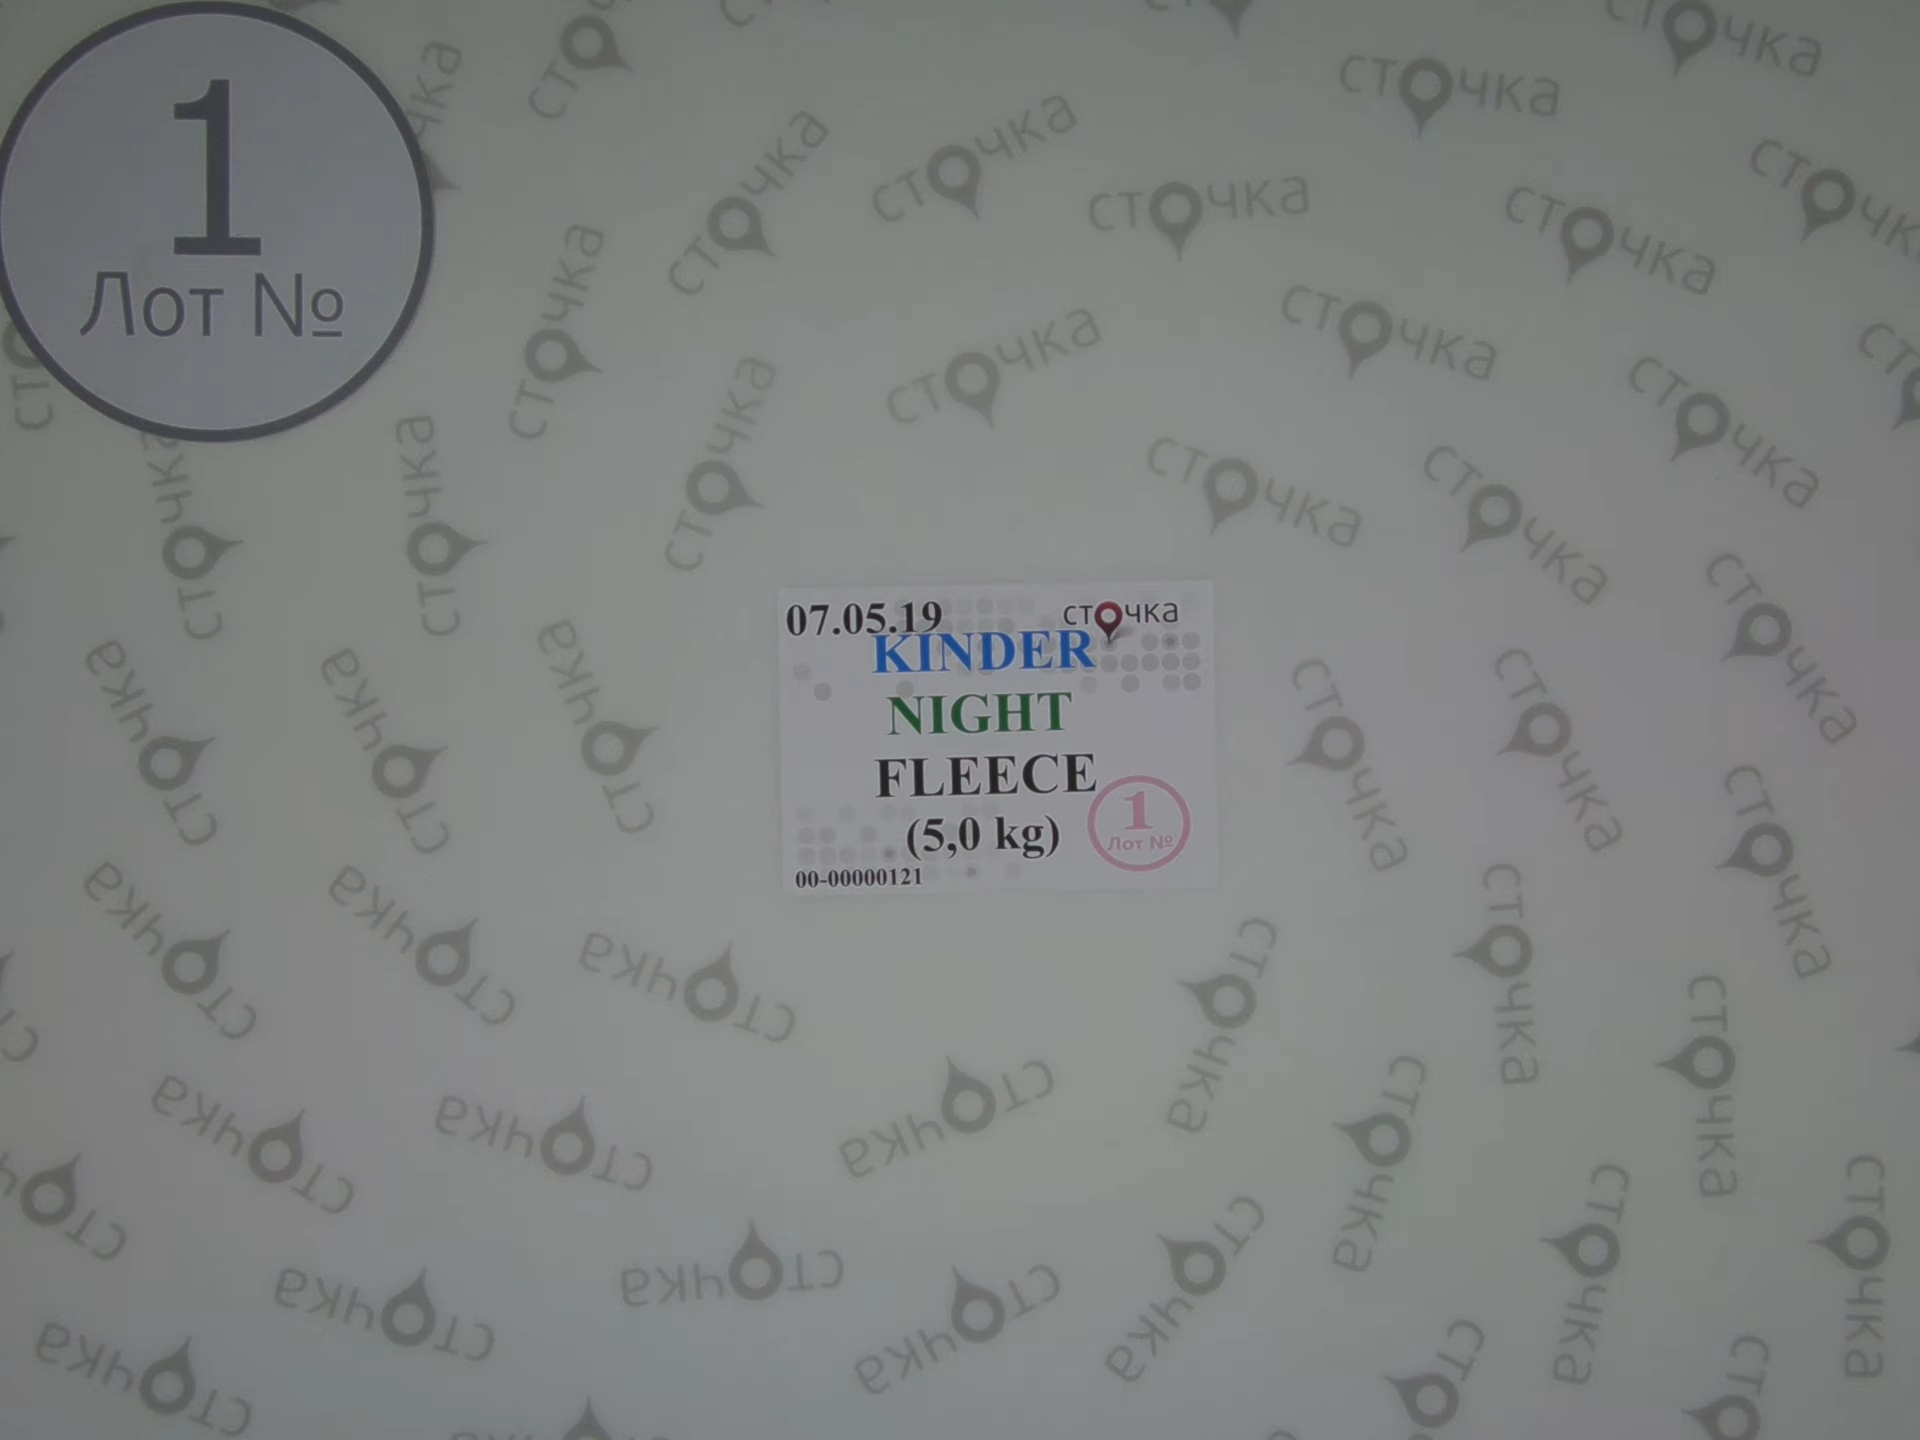 1
Лот №
07.05.19
сточка
KINDER
NIGHT
FLEECE
(5,0 kg)
1
Лот №
00-00000121